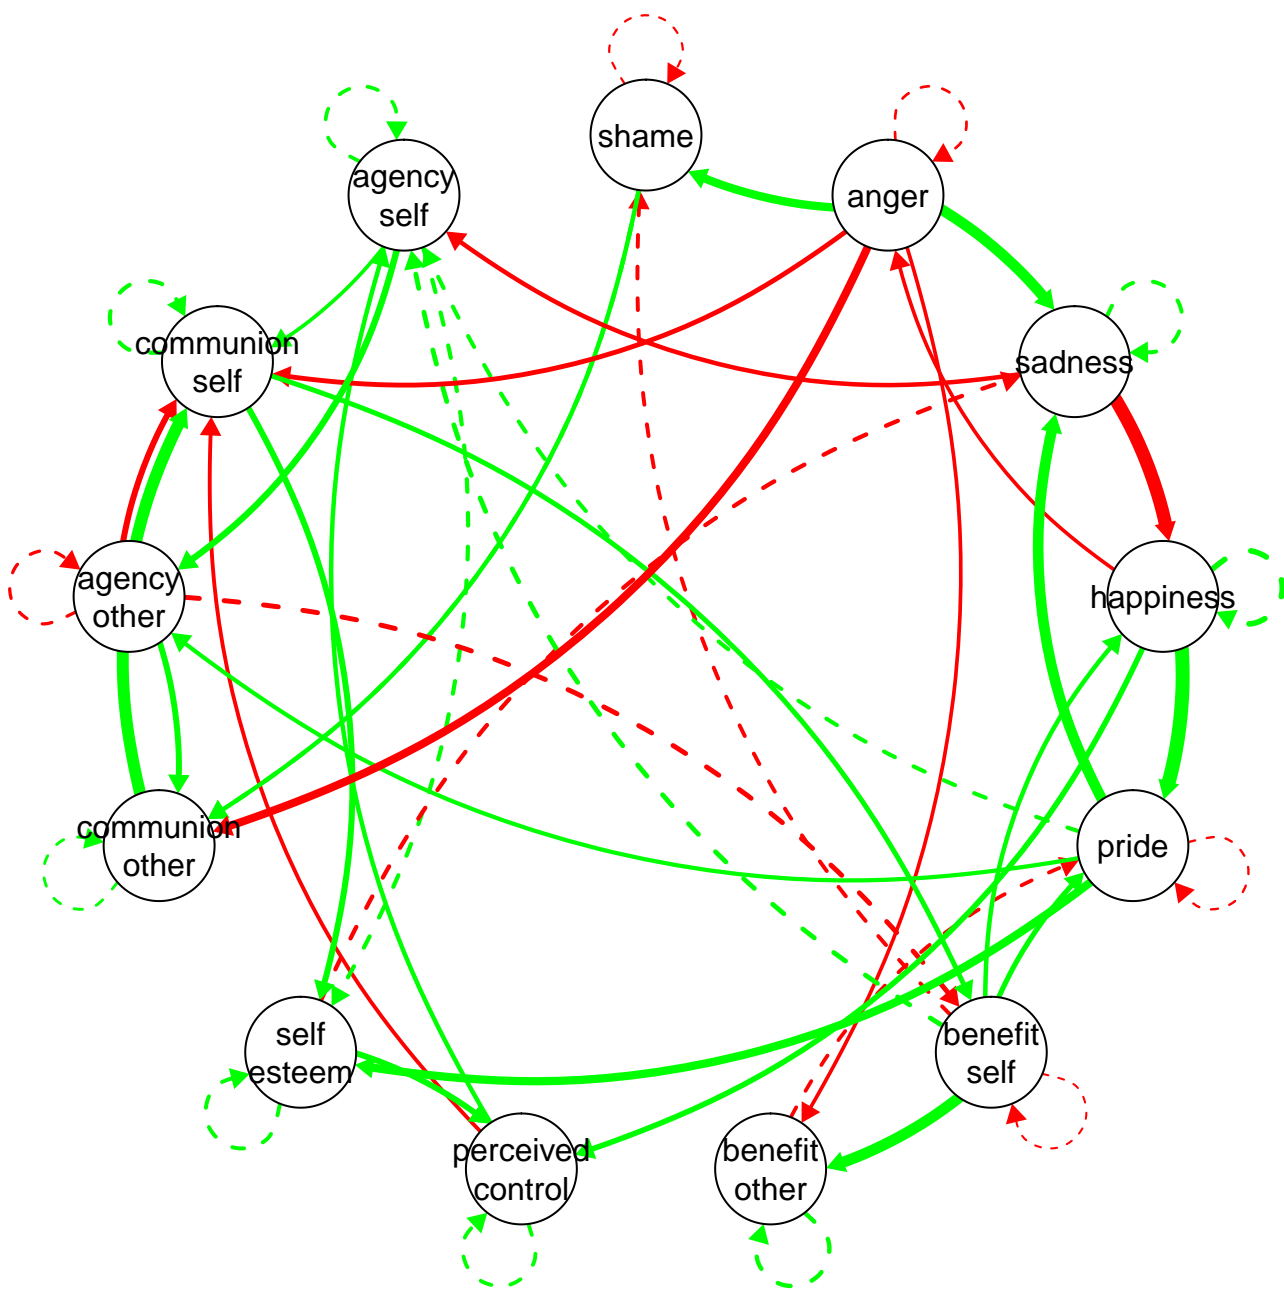 shame
anger
agency
self
communion
self
sadness
agency
other
happiness
communion
other
pride
self
esteem
benefit
self
perceived
control
benefit
other